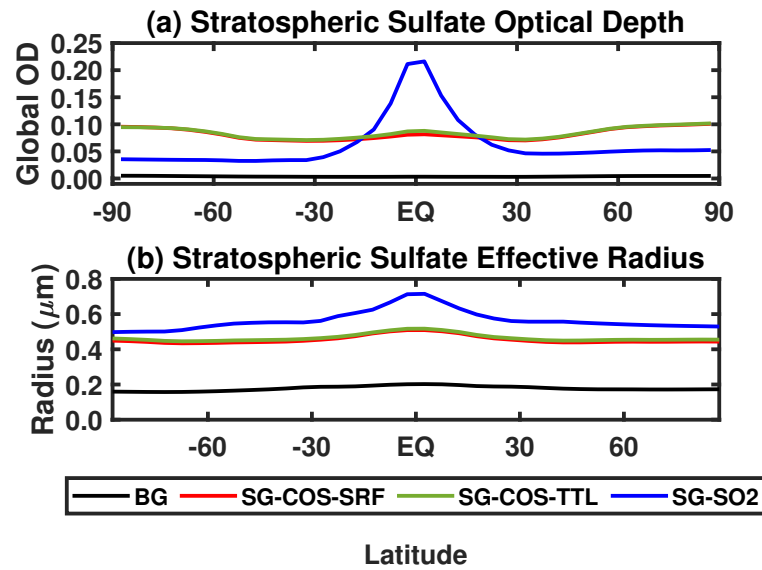 (a) Stratospheric Sulfate Optical Depth
Global OD
0.25
0.20
0.15
0.10
0.05
0.00
-90 -60 -30 EQ 30 60 90
(b) Stratospheric Sulfate Effective Radius
Radius (μm)
0.8
0.6
0.4
0.2
0.0
-60 -30 EQ 30 60
BG SG-COS-SRF SG-COS-TTL SG-SO2
Latitude